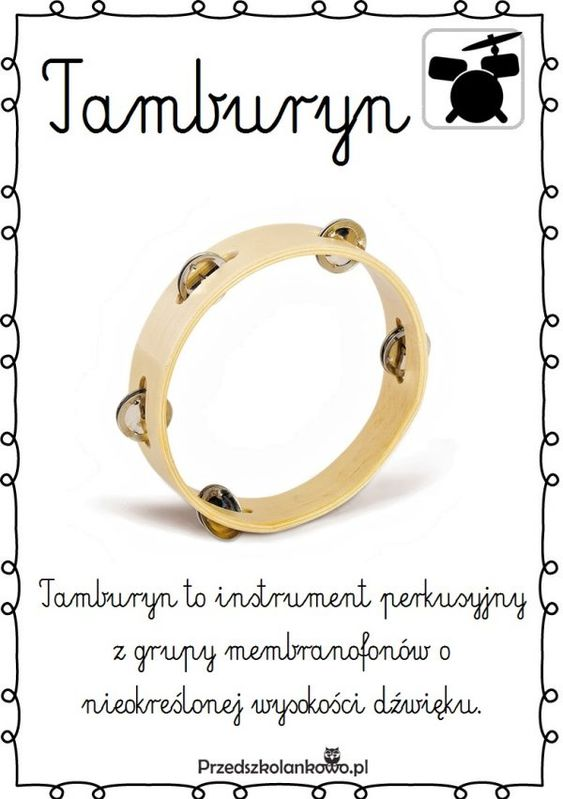 Tamburyn
Tamburyn to instrument perkusyjny
z grupy membranofonów o
nieokreślonej wysokości dźwięku.
Przedszkolankowo.pl